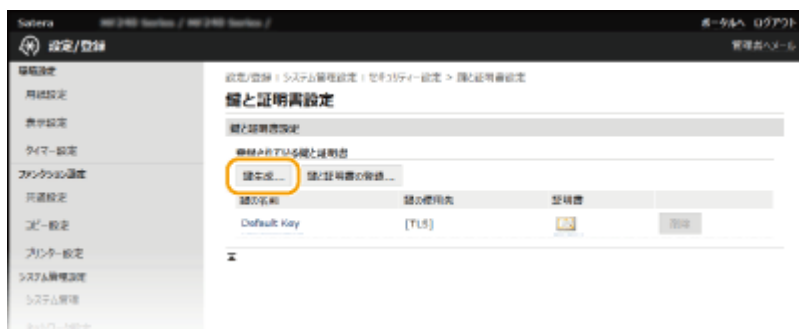 Satera
ポータルへ ログアウト
設定/登録
管理者へメール
環境設定
用紙設定
表示設定
タイマー設定
ファンクション設定
共通設定
コピー設定
プリンター設定
システム管理設定
システム管理
ネットワーク設定
設定/登録 : システム管理設定 : セキュリティー設定 > 鍵と証明書設定
鍵と証明書設定
鍵と証明書設定
登録されている鍵と証明書
鍵生成... 鍵と証明書の登録...
鍵の名前 鍵の使用先 証明書
Default Key [TLS] 削除